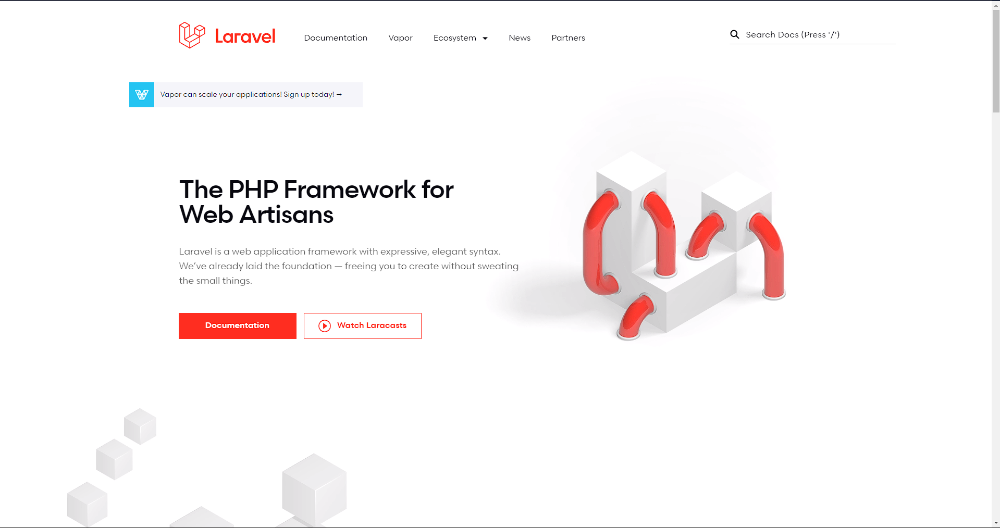 Laravel
Documentation
Vapor
Ecosystem
News
Partners
Search Docs (Press '/')
Vapor can scale your applications! Sign up today! →
The PHP Framework for
Web Artisans
Laravel is a web application framework with expressive, elegant syntax.
We’ve already laid the foundation — freeing you to create without sweating
the small things.
Documentation
Watch Laracasts